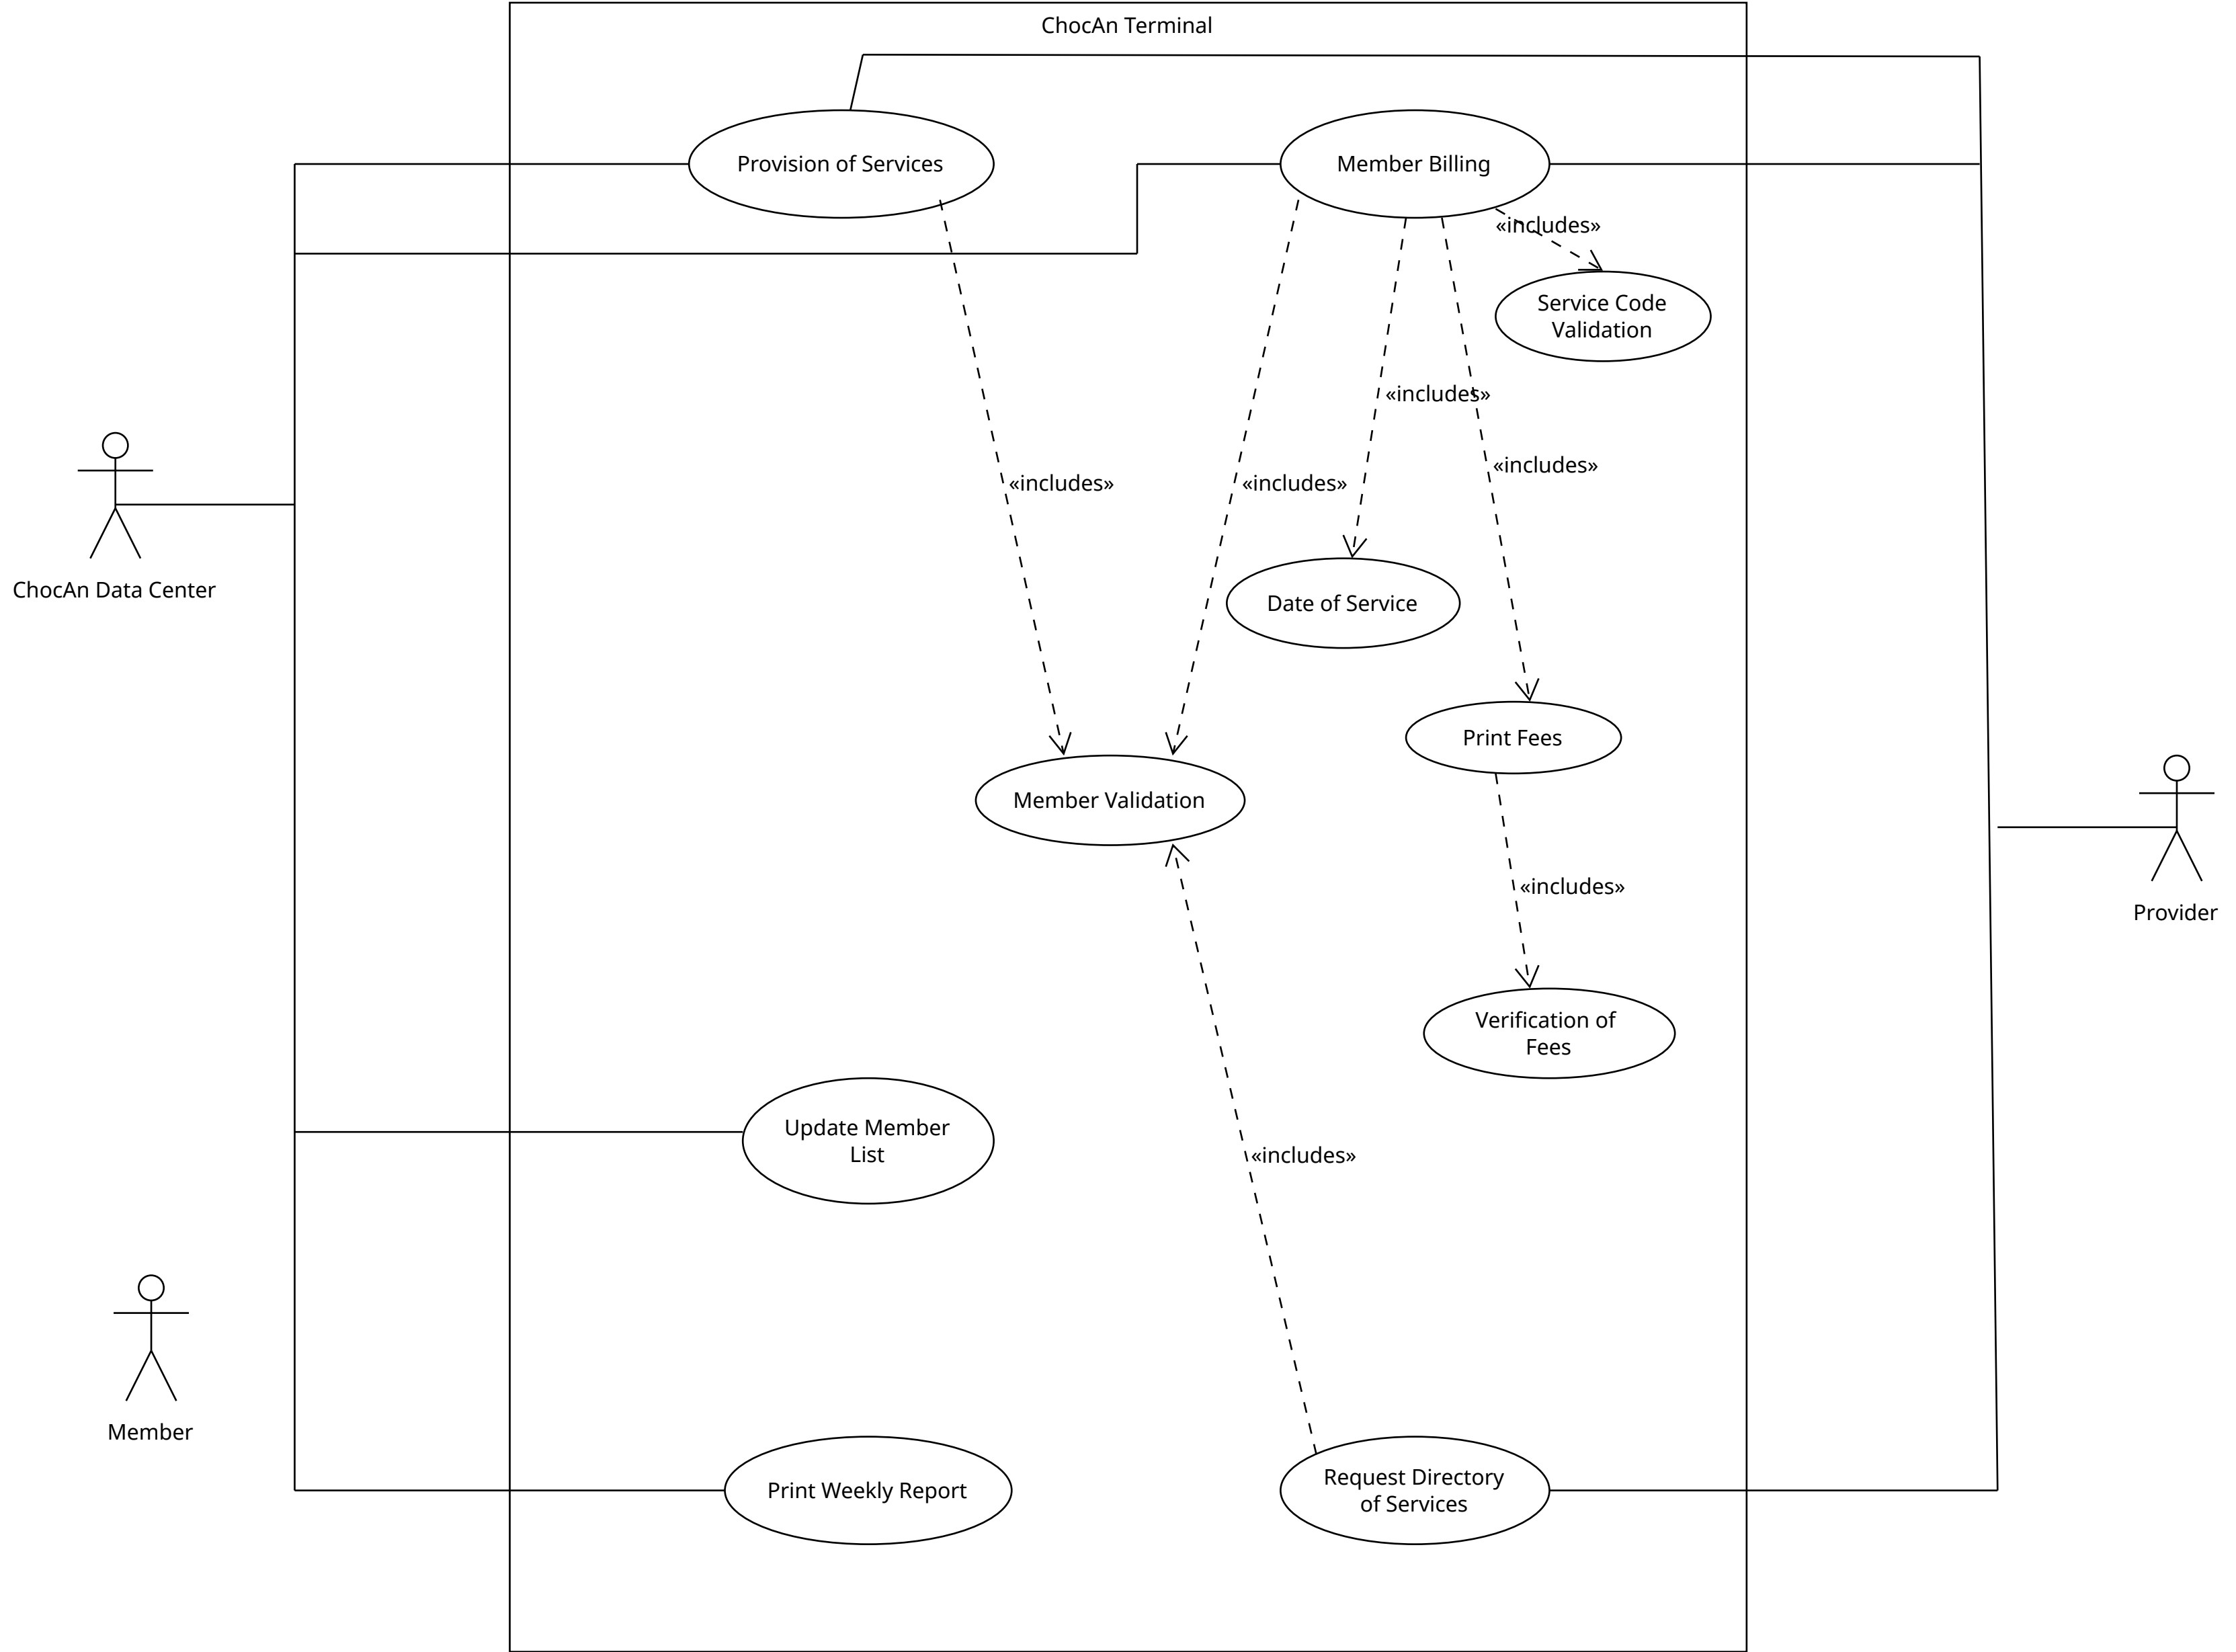 ChocAn Terminal
Provision of Services
Member Billing
«includes»
Service Code
Validation
«includes»
«includes»
«includes»
«includes»
ChocAn Data Center
Date of Service
Print Fees
Member Validation
«includes»
Provider
Verification of
Fees
Update Member
List
«includes»
Member
Print Weekly Report
Request Directory
of Services